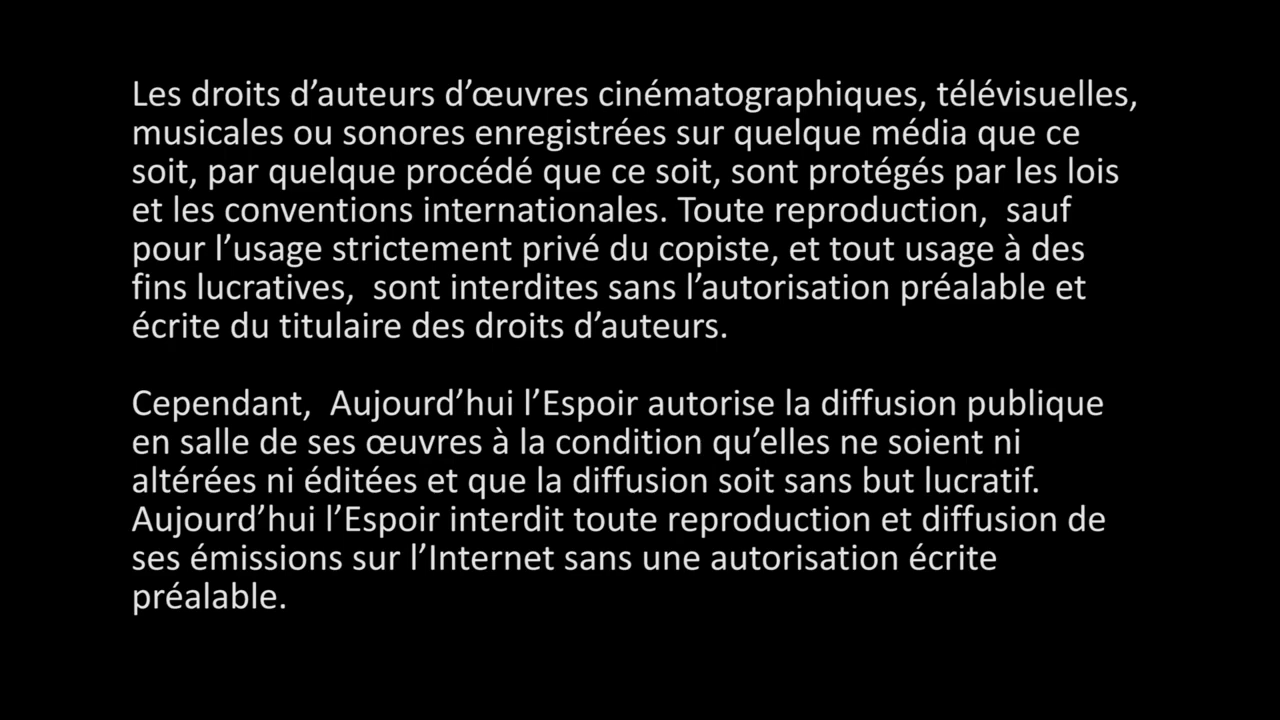 Les droits d’auteurs d’œuvres cinématographiques, télévisuelles,
musicales ou sonores enregistrées sur quelque média que ce
soit, par quelque procédé que ce soit, sont protégés par les lois
et les conventions internationales. Toute reproduction,  sauf
pour l’usage strictement privé du copiste, et tout usage à des
fins lucratives,  sont interdites sans l’autorisation préalable et
écrite du titulaire des droits d’auteurs.
Cependant,  Aujourd’hui l’Espoir autorise la diffusion publique
en salle de ses œuvres à la condition qu’elles ne soient ni
altérées ni éditées et que la diffusion soit sans but lucratif.
Aujourd’hui l’Espoir interdit toute reproduction et diffusion de
ses émissions sur l’Internet sans une autorisation écrite
préalable.